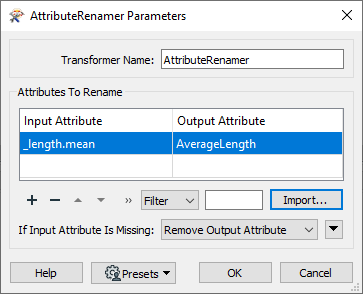 AttributeRenamer Parameters
Transformer Name: AttributeRenamer
Attributes To Rename
Input Attribute Output Attribute
_length.mean AverageLength
Filter Import...
If Input Attribute Is Missing: Remove Output Attribute
Help Presets OK Cancel